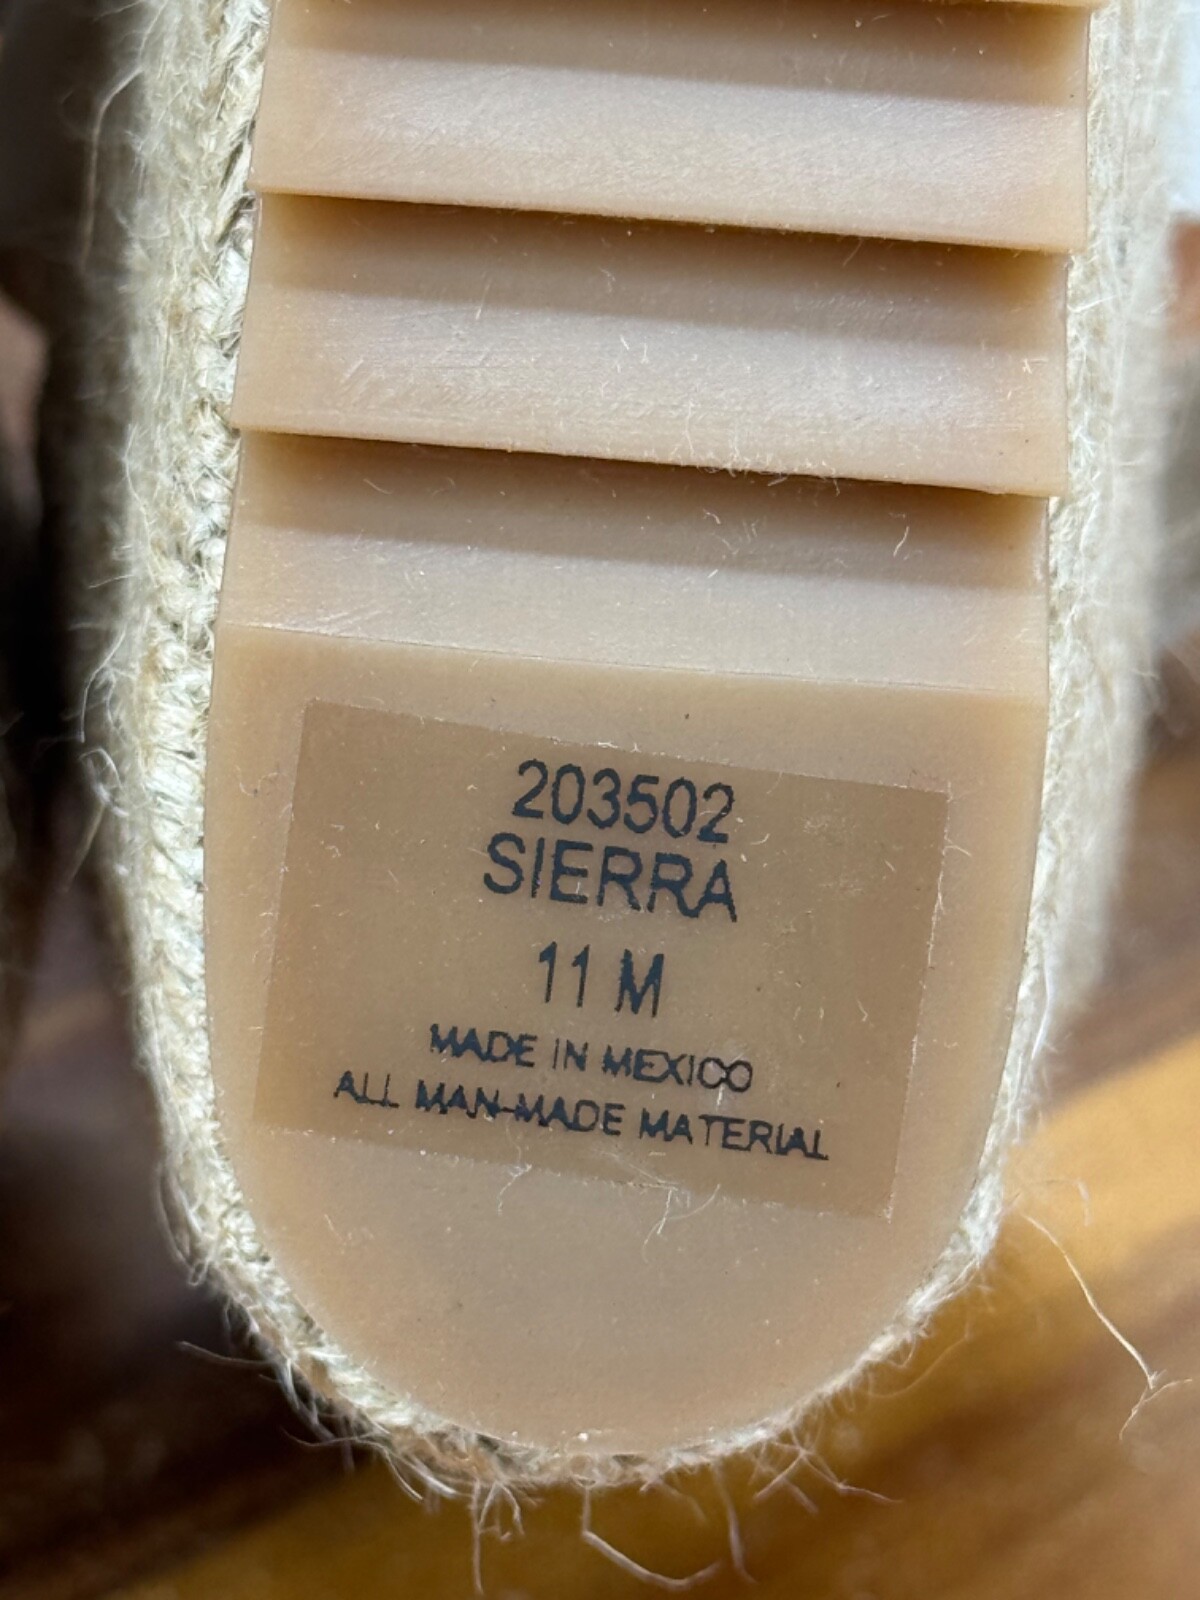 203502
SIERRA
11 M
MADE IN MEXICO
ALL MAN-MADE MATERIAL